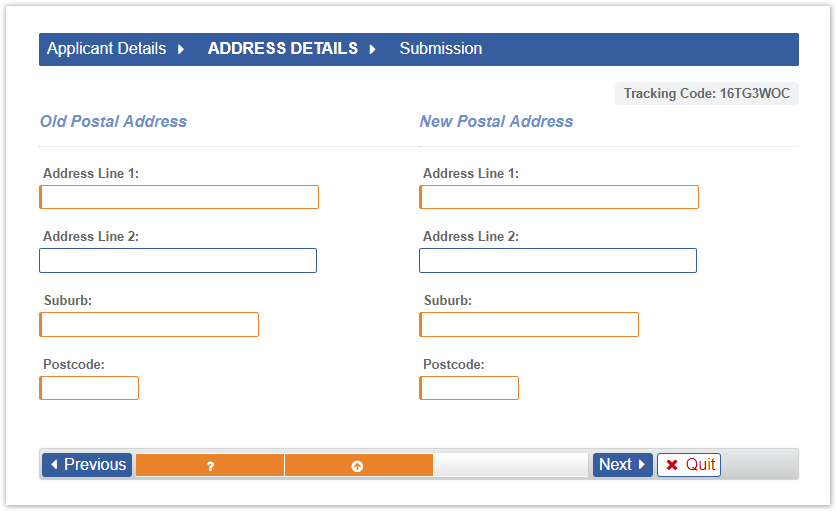 Applicant Details ADDRESS DETAILS Submission
Tracking Code: 16TG3WOC
Old Postal Address
New Postal Address
Address Line 1:
Address Line 1:
Address Line 2:
Address Line 2:
Suburb:
Suburb:
Postcode:
Postcode:
Previous ? Next Quit